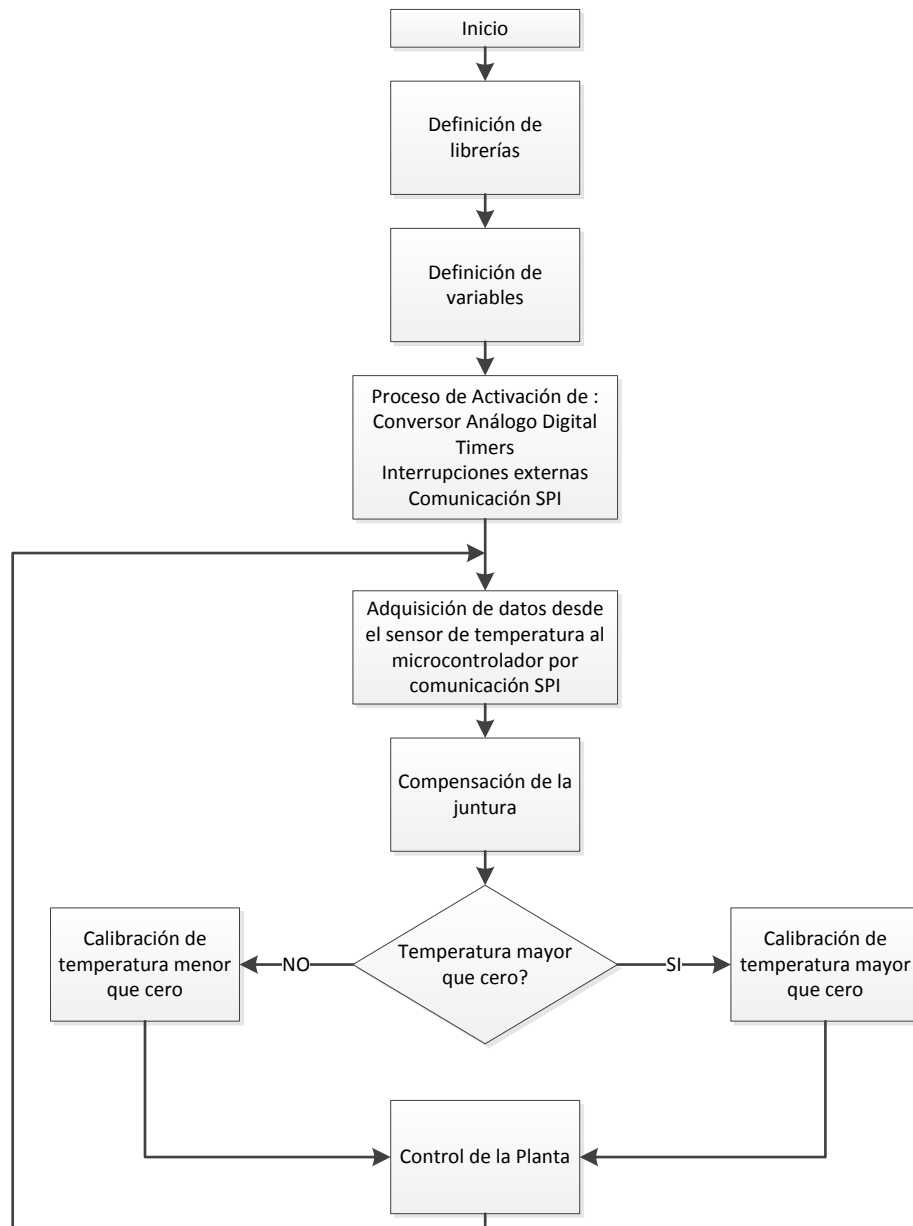 Inicio
Definición de
librerías
Definición de
variables
Proceso de Activación de :
Conversor Análogo Digital
Timers
Interrupciones externas
Comunicación SPI
Adquisición de datos desde
el sensor de temperatura al
microcontrolador por
comunicación SPI
Compensación de la
juntura
Temperatura mayor
que cero?
NO
SI
Calibración de
temperatura menor
que cero
Calibración de
temperatura mayor
que cero
Control de la Planta